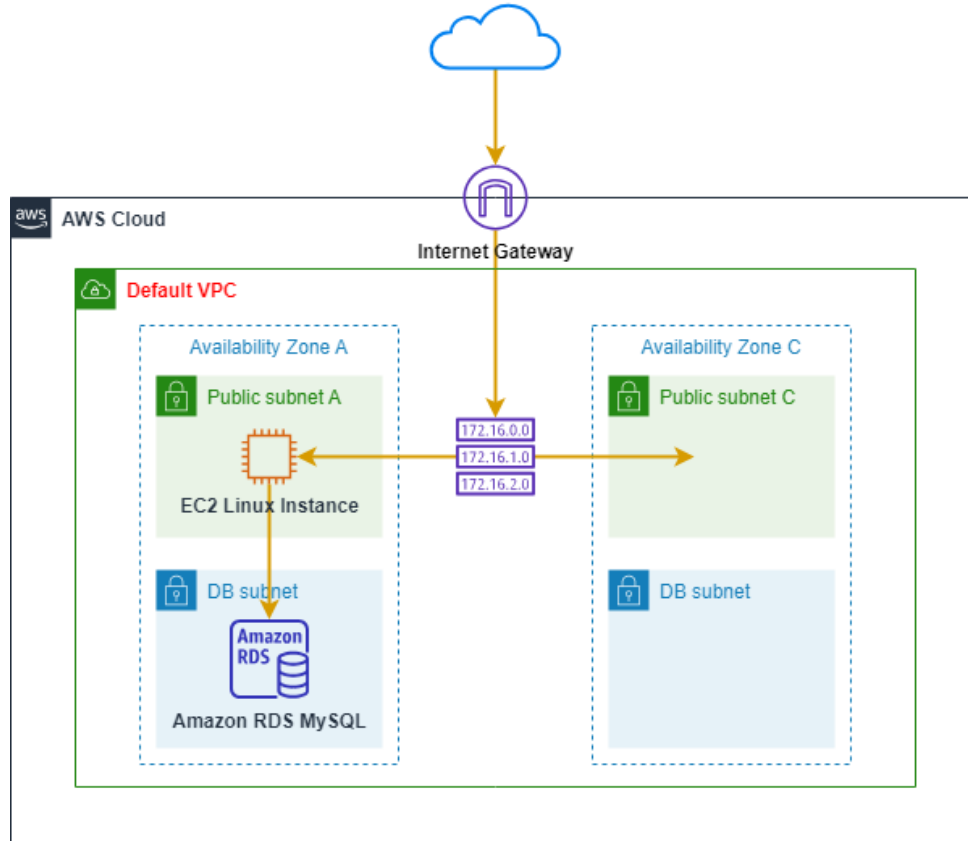 aws
AWS Cloud
Internet Gateway
Default VPC
Availability Zone A
Availability Zone C
Public subnet A
Public subnet C
172.16.0.0
172.16.1.0
172.16.2.0
EC2 Linux Instance
DB subnet
DB subnet
Amazon
RDS
Amazon RDS MySQL